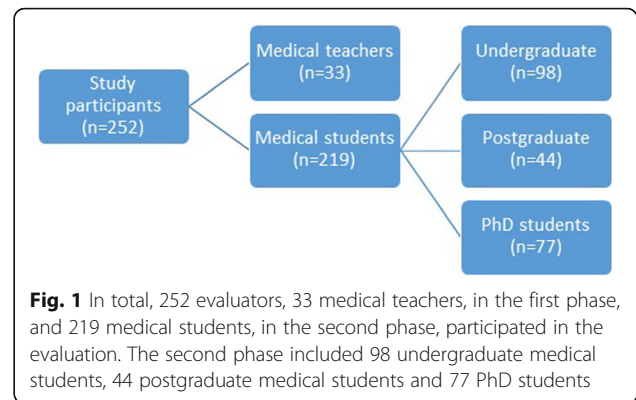 Study
participants
(n=252)
Medical teachers
(n=33)
Medical students
(n=219)
Undergraduate
(n=98)
Postgraduate
(n=44)
PhD students
(n=77)
Fig. 1 In total, 252 evaluators, 33 medical teachers, in the first phase,
and 219 medical students, in the second phase, participated in the
evaluation. The second phase included 98 undergraduate medical
students, 44 postgraduate medical students and 77 PhD students